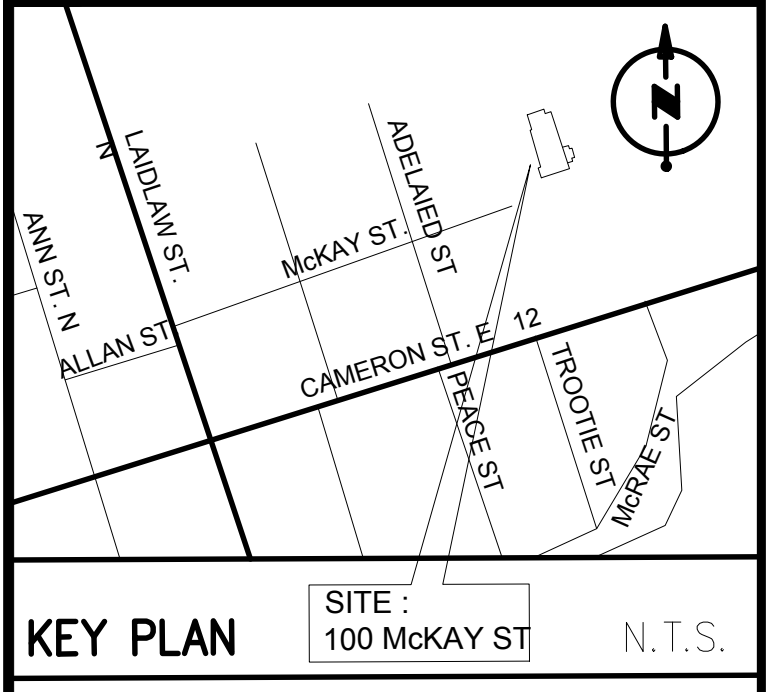 N
LAIDLAW ST.
N
ADELAIED ST
ANN ST. N
McKAY ST.
ALLAN ST
CAMERON ST. E 12
PEACE ST
TROOTIE ST
McRAE ST
SITE :
100 McKAY ST
KEY PLAN
N.T.S.